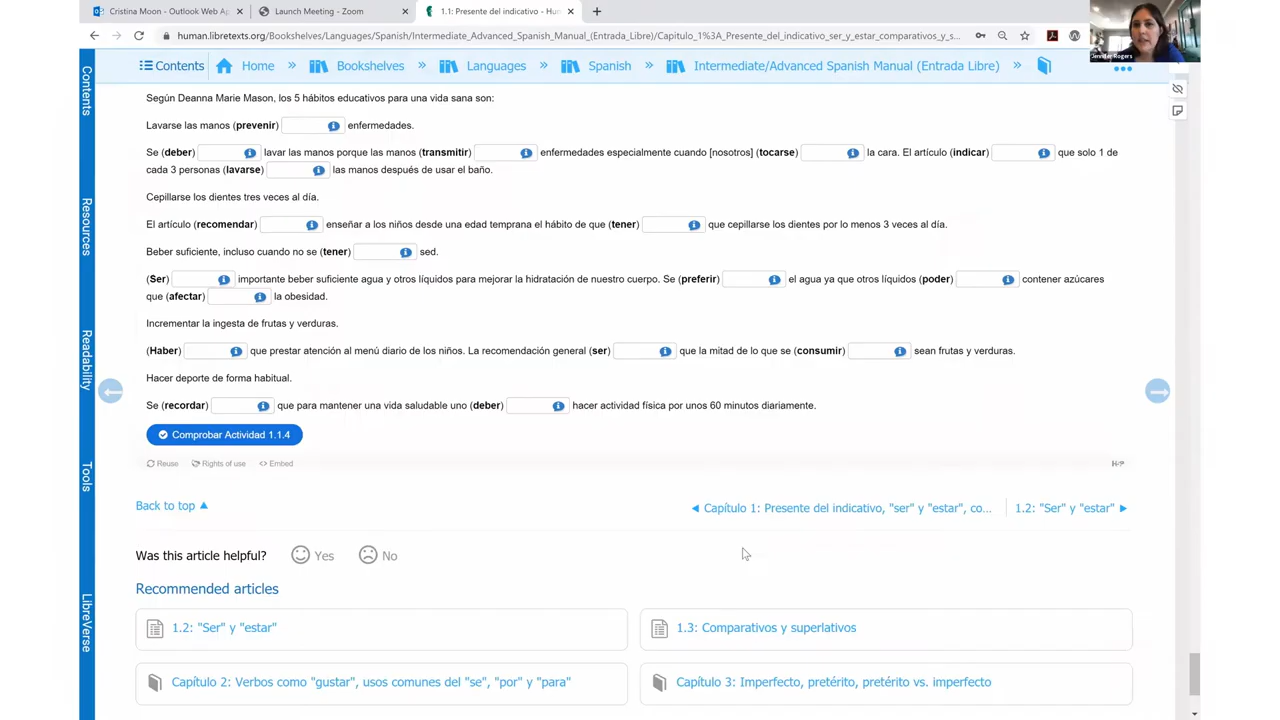 Cristina Moon - Outlook Web Ap
Launch Meeting - Zoom
1.1: Presente del indicativo - Hum
human.libretexts.org/Bookshelves/Languages/Spanish/Intermediate_Advanced_Spanish_Manual_(Entrada_Libre)/Capitulo_1%3A_Presente_del_indicativo_ser_y_estar_comparativos_y_s...
Jennifer Rogers
Contents
Home » Bookshelves » Languages » Spanish » Intermediate/Advanced Spanish Manual (Entrada Libre) »
Contents
Resources
Readability
Tools
LibreVerse
Según Deanna Marie Mason, los 5 hábitos educativos para una vida sana son:
Lavarse las manos (prevenir) enfermedades.
Se (deber) lavar las manos porque las manos (transmitir) enfermedades especialmente cuando [nosotros] (tocarse) la cara. El artículo (indicar) que solo 1 de
cada 3 personas (lavarse) las manos después de usar el baño.
Cepillarse los dientes tres veces al día.
El artículo (recomendar) enseñar a los niños desde una edad temprana el hábito de que (tener) que cepillarse los dientes por lo menos 3 veces al día.
Beber suficiente, incluso cuando no se (tener) sed.
(Ser) importante beber suficiente agua y otros líquidos para mejorar la hidratación de nuestro cuerpo. Se (preferir) el agua ya que otros líquidos (poder) contener azúcares
que (afectar) la obesidad.
Incrementar la ingesta de frutas y verduras.
(Haber) que prestar atención al menú diario de los niños. La recomendación general (ser) que la mitad de lo que se (consumir) sean frutas y verduras.
Hacer deporte de forma habitual.
Se (recordar) que para mantener una vida saludable uno (deber) hacer actividad física por unos 60 minutos diariamente.
Comprobar Actividad 1.1.4
Reuse Rights of use <> Embed
H-P
Back to top ▲
◀ Capítulo 1: Presente del indicativo, "ser" y "estar", co...
1.2: "Ser" y "estar" ▶
Was this article helpful? Yes No
Recommended articles
1.2: "Ser" y "estar"
1.3: Comparativos y superlativos
Capítulo 2: Verbos como "gustar", usos comunes del "se", "por" y "para"
Capítulo 3: Imperfecto, pretérito, pretérito vs. imperfecto